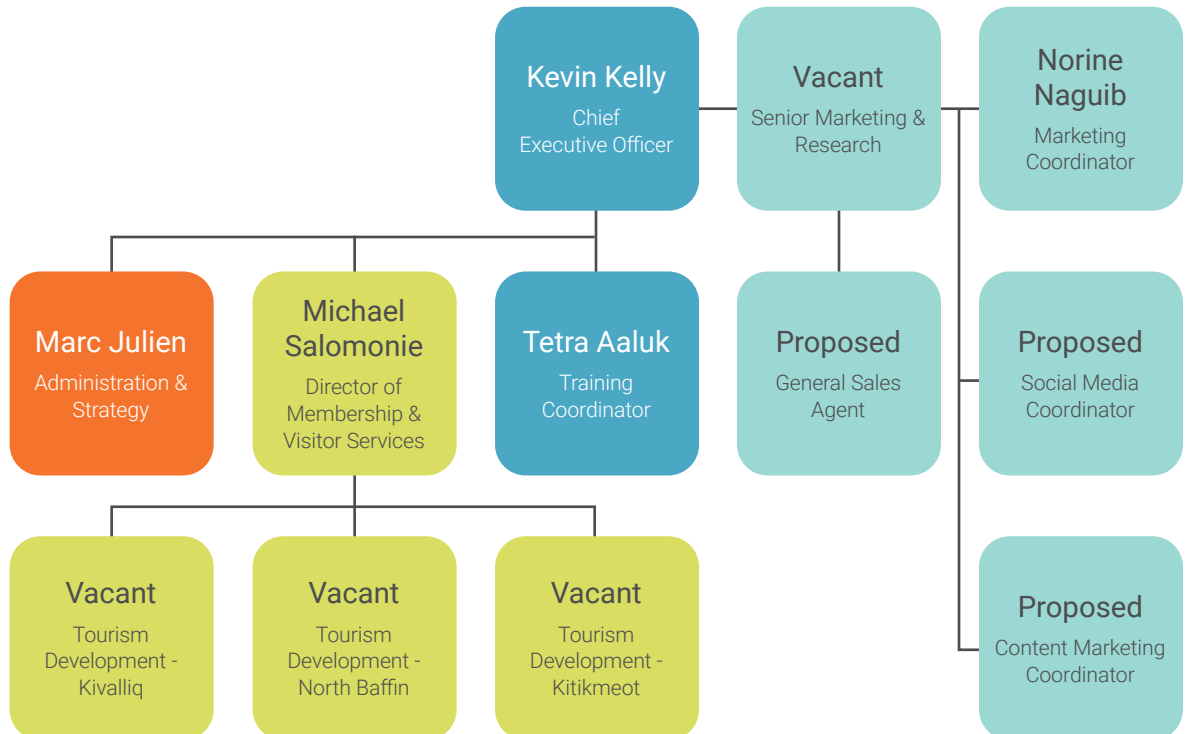 Kevin Kelly
Chief
Executive Officer
Vacant
Senior Marketing &
Research
Norine
Naguib
Marketing
Coordinator
Marc Julien
Administration &
Strategy
Michael
Salomonie
Director of
Membership &
Visitor Services
Tetra Aaluk
Training
Coordinator
Proposed
General Sales
Agent
Proposed
Social Media
Coordinator
Vacant
Tourism
Development -
Kivalliq
Vacant
Tourism
Development -
North Baffin
Vacant
Tourism
Development -
Kitikmeot
Proposed
Content Marketing
Coordinator